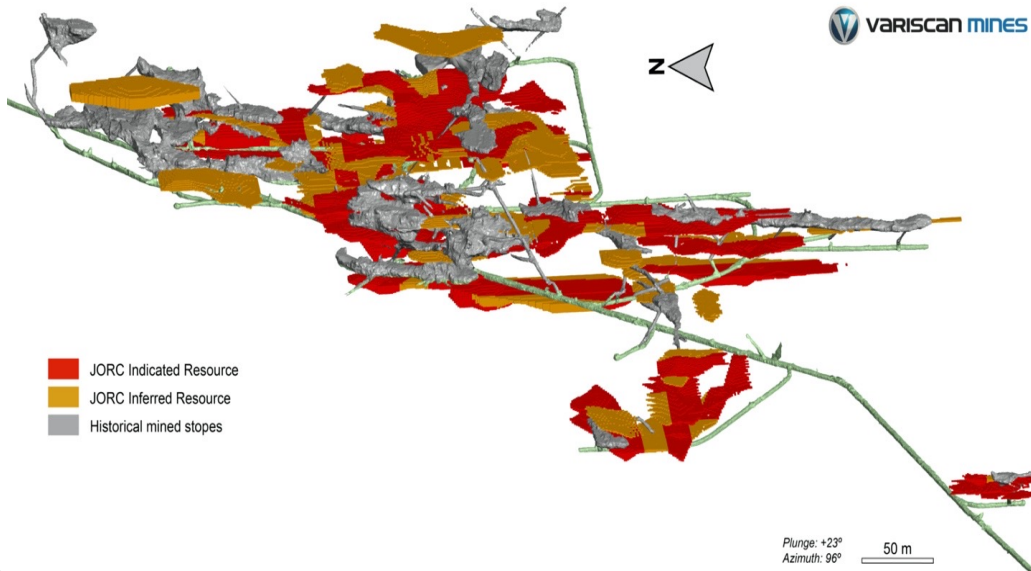 VARISCAN MINES
N
JORC Indicated Resource
JORC Inferred Resource
Historical mined stopes
Plunge: +23º
Azimuth: 96º
50 m